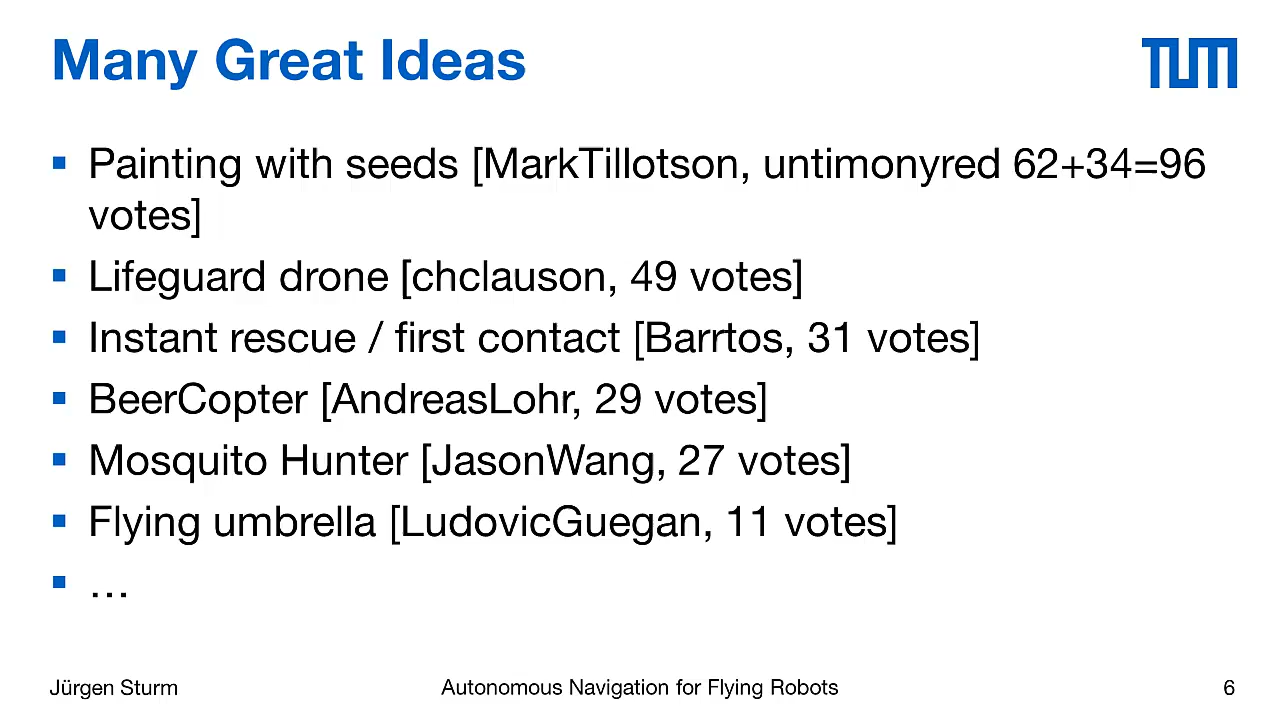 Many Great Ideas
TUM
▪ Painting with seeds [MarkTillotson, untimonyred 62+34=96
votes]
▪ Lifeguard drone [chclauson, 49 votes]
▪ Instant rescue / first contact [Barrtos, 31 votes]
▪ BeerCopter [AndreasLohr, 29 votes]
▪ Mosquito Hunter [JasonWang, 27 votes]
▪ Flying umbrella [LudovicGuegan, 11 votes]
▪ …
Jürgen Sturm
Autonomous Navigation for Flying Robots
6